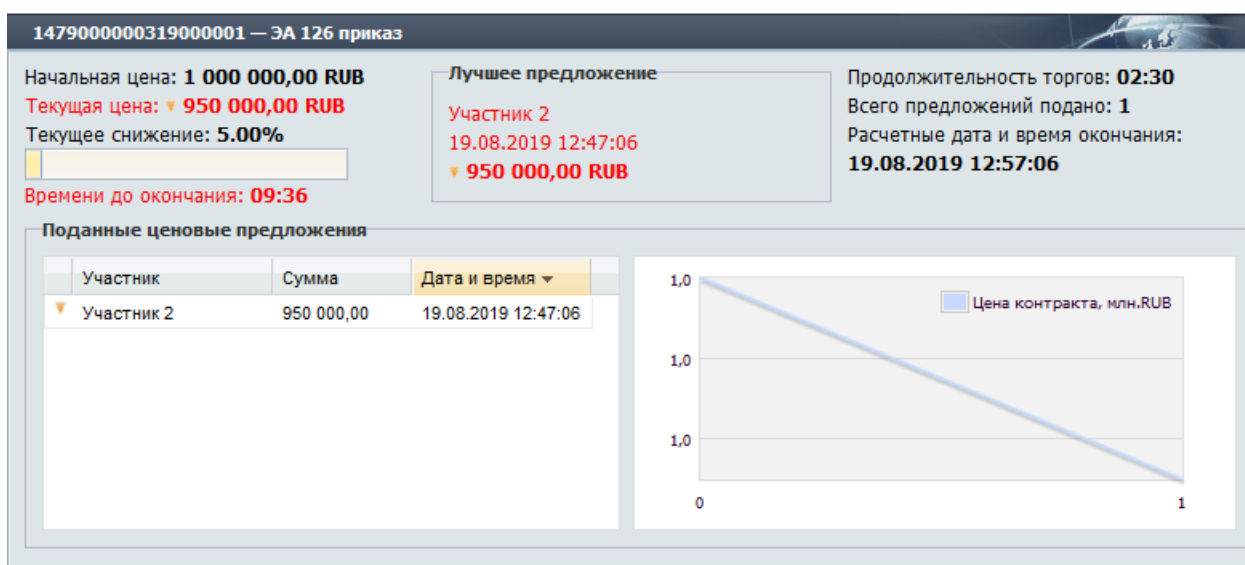 1479000000319000001 — ЭА 126 приказ
Начальная цена: 1 000 000,00 RUB
Текущая цена: 950 000,00 RUB
Текущее снижение: 5.00%
Времени до окончания: 09:36
Лучшее предложение
Участник 2
19.08.2019 12:47:06
950 000,00 RUB
Продолжительность торгов: 02:30
Всего предложений подано: 1
Расчетные дата и время окончания:
19.08.2019 12:57:06
Поданные ценовые предложения
Участник Сумма Дата и время
Участник 2 950 000,00 19.08.2019 12:47:06
1,0
Цена контракта, млн.RUB
1,0
1,0
0 1